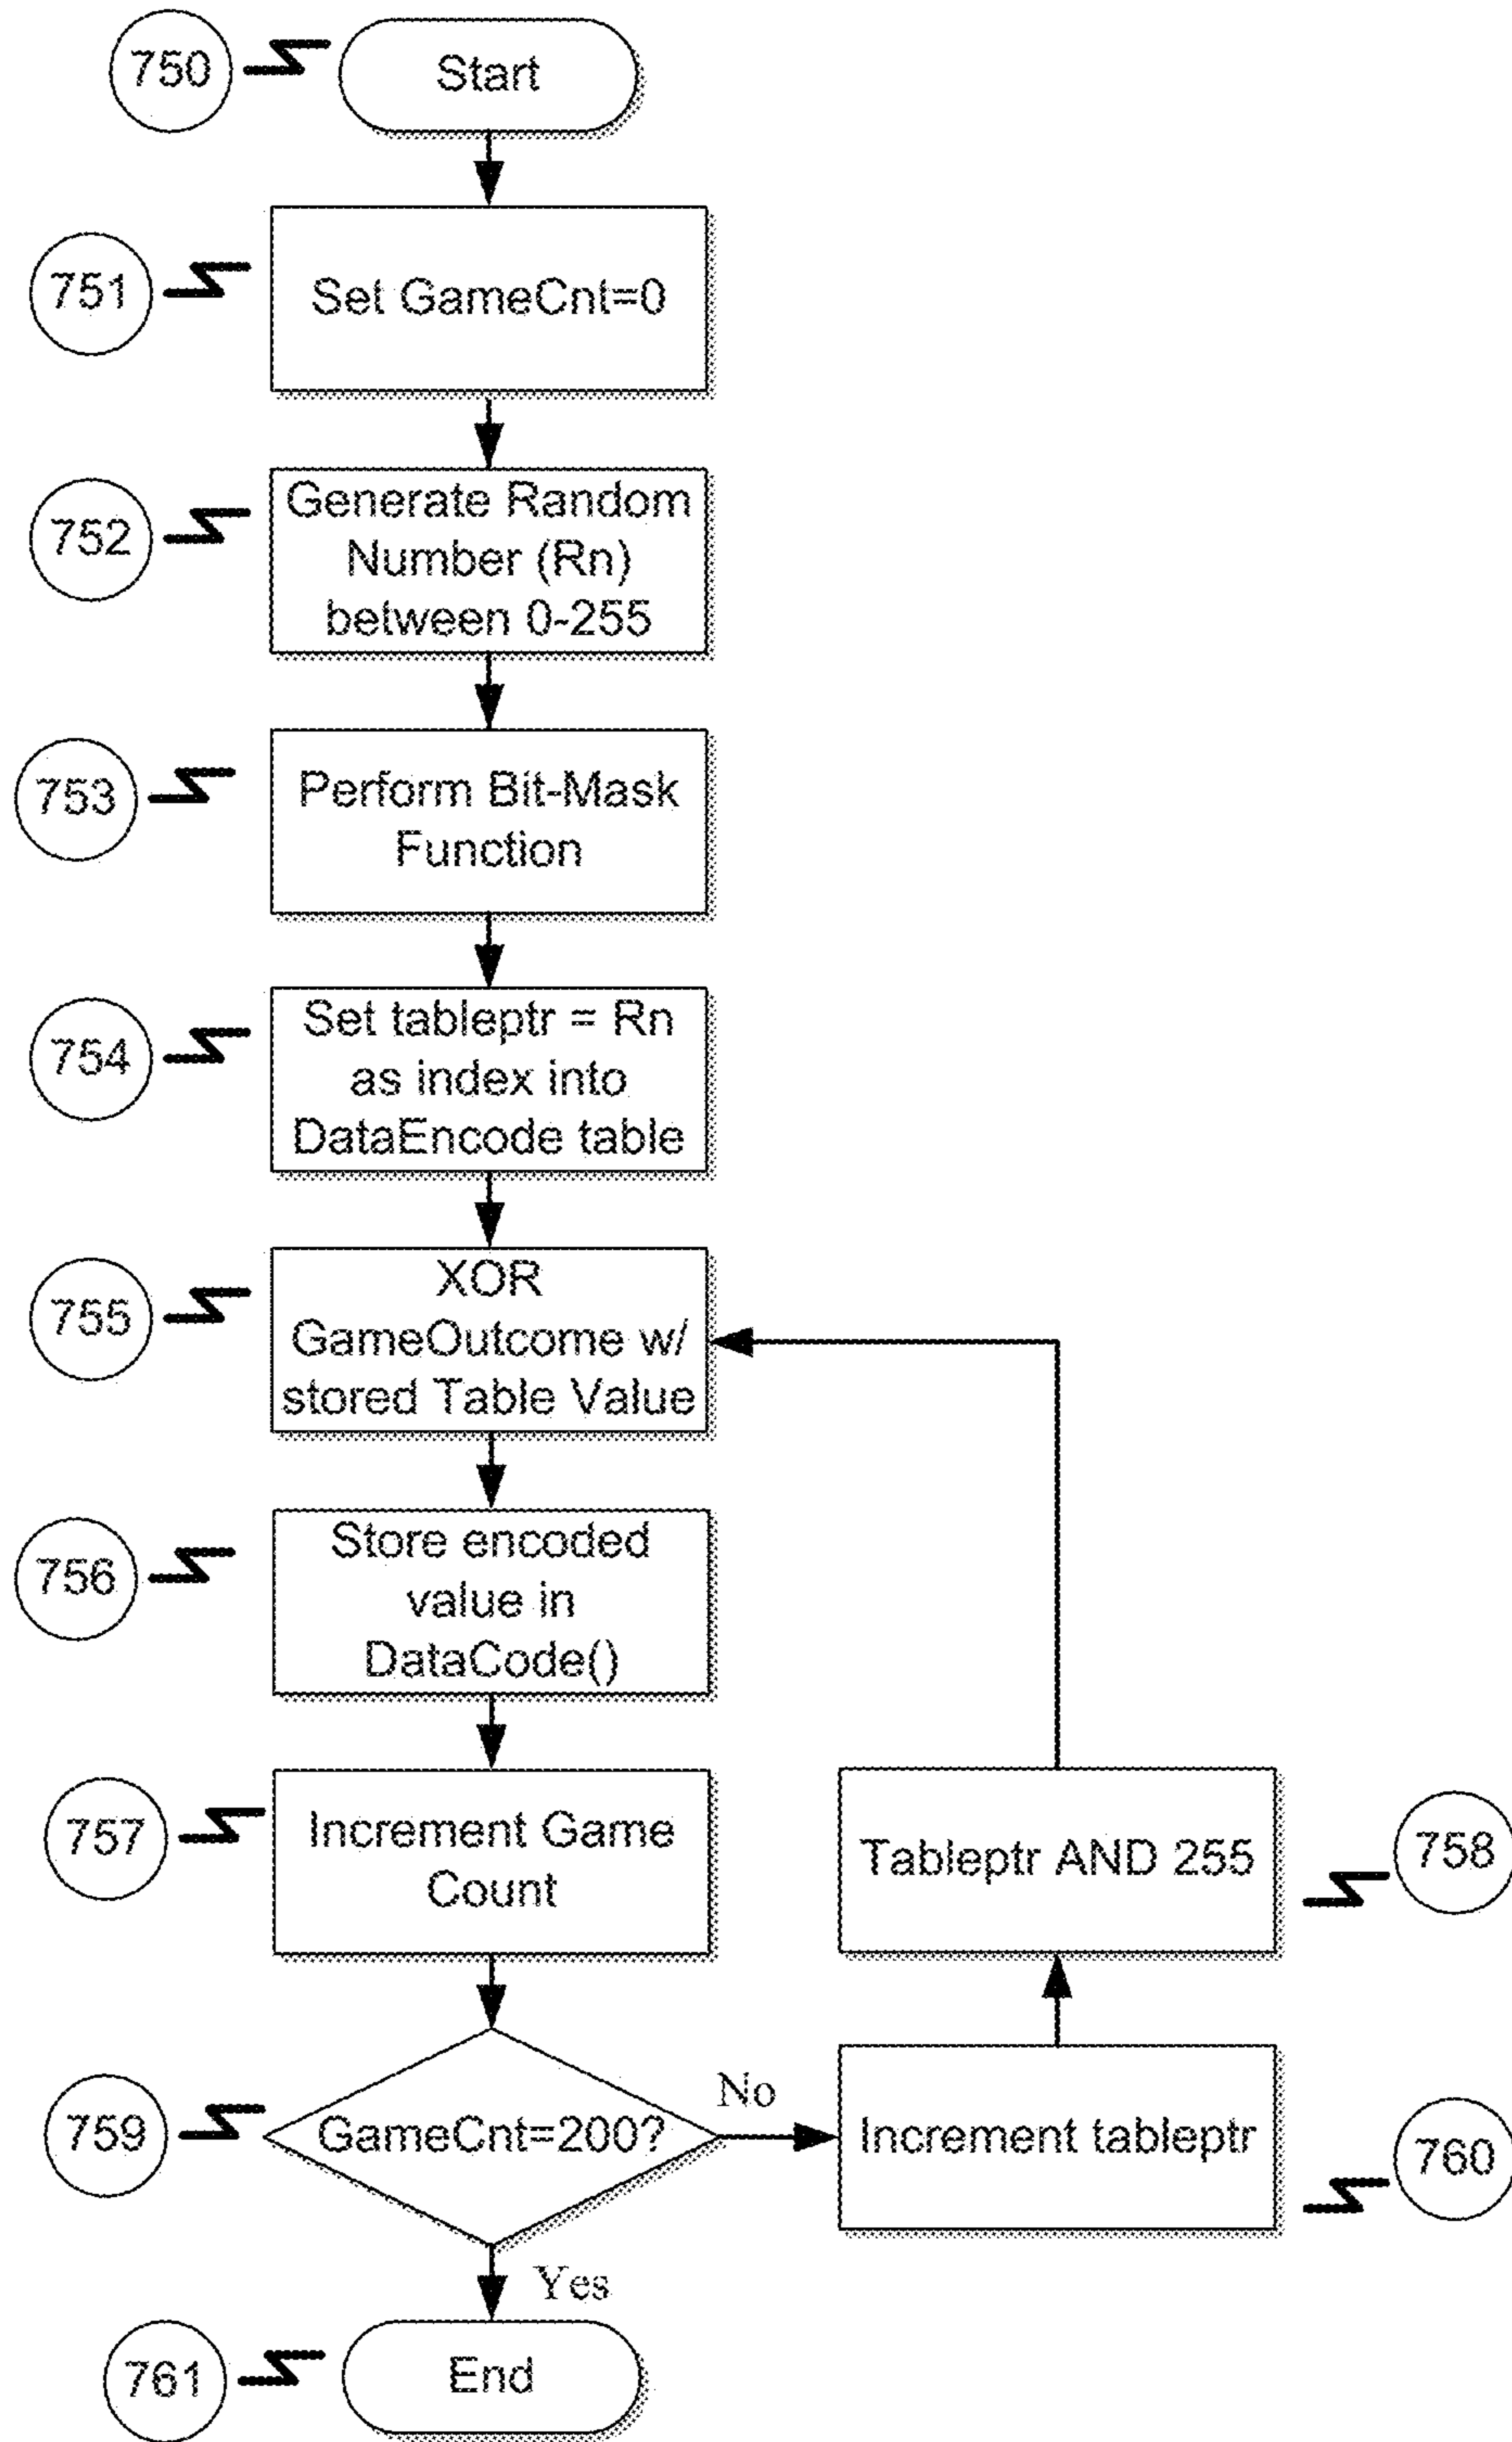 750
Start
751
Set GameCnt=0
752
Generate Random
Number (Rn)
between 0-255
753
Perform Bit-Mask
Function
754
Set tableptr = Rn
as index into
DataEncode table
755
XOR
GameOutcome w/
stored Table Value
756
Store encoded
value in
DataCode()
757
Increment Game
Count
Tableptr AND 255
758
759
GameCnt=200?
No
Increment tableptr
760
Yes
761
End